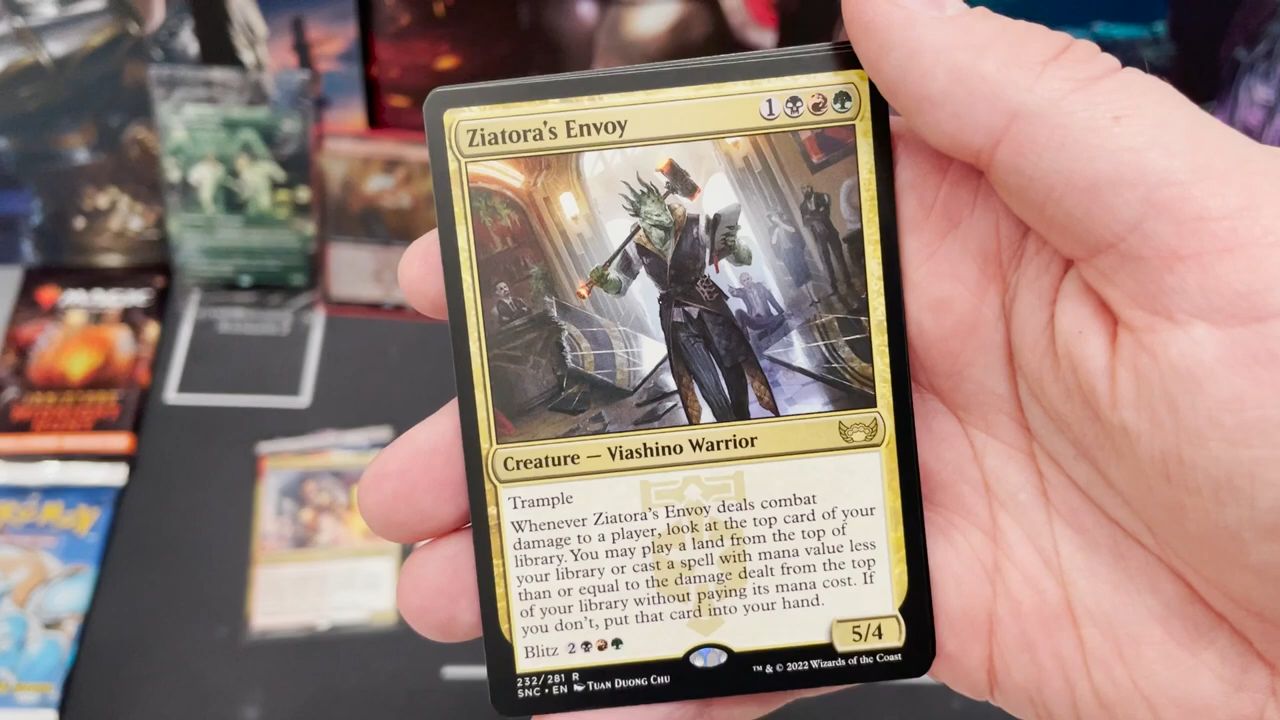 Ziatora's Envoy
1
Creature — Viashino Warrior
Trample
Whenever Ziatora's Envoy deals combat
damage to a player, look at the top card of your
library. You may play a land from the top of
your library or cast a spell with mana value less
than or equal to the damage dealt from the top
of your library without paying its mana cost. If
you don't, put that card into your hand.
Blitz 2
5/4
232/281 R
SNC • EN Tuan Duong Chu
™ & © 2022 Wizards of the Coast
MAGIC